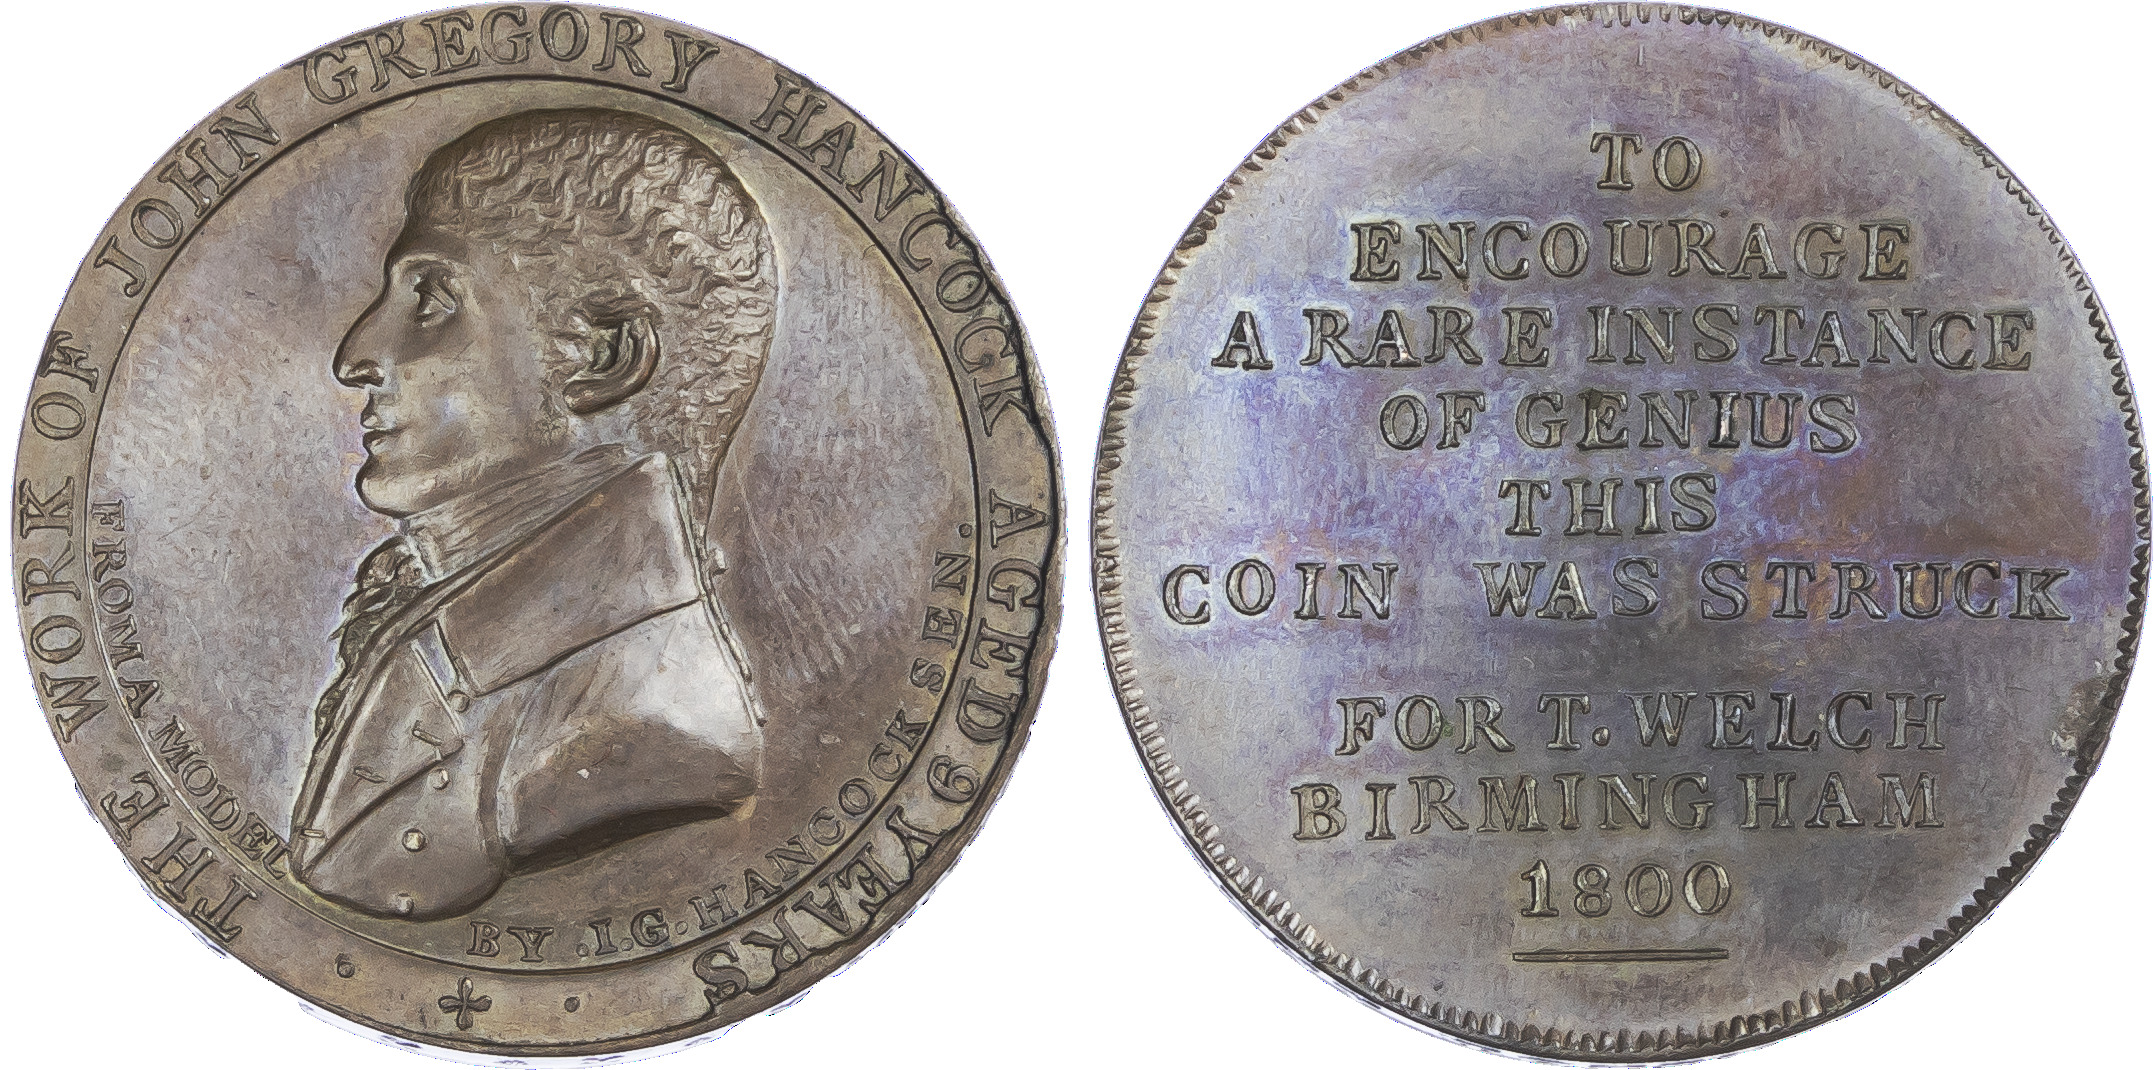 THE WORK OF JOHN GREGORY HANCOCK AGED 9 YEARS
FROM A MODEL BY .I.G.HANCOCK SEN.
TO
ENCOURAGE
A RARE INSTANCE
OF GENIUS
THIS
COIN WAS STRUCK
FOR T. WELCH
BIRMINGHAM
1800